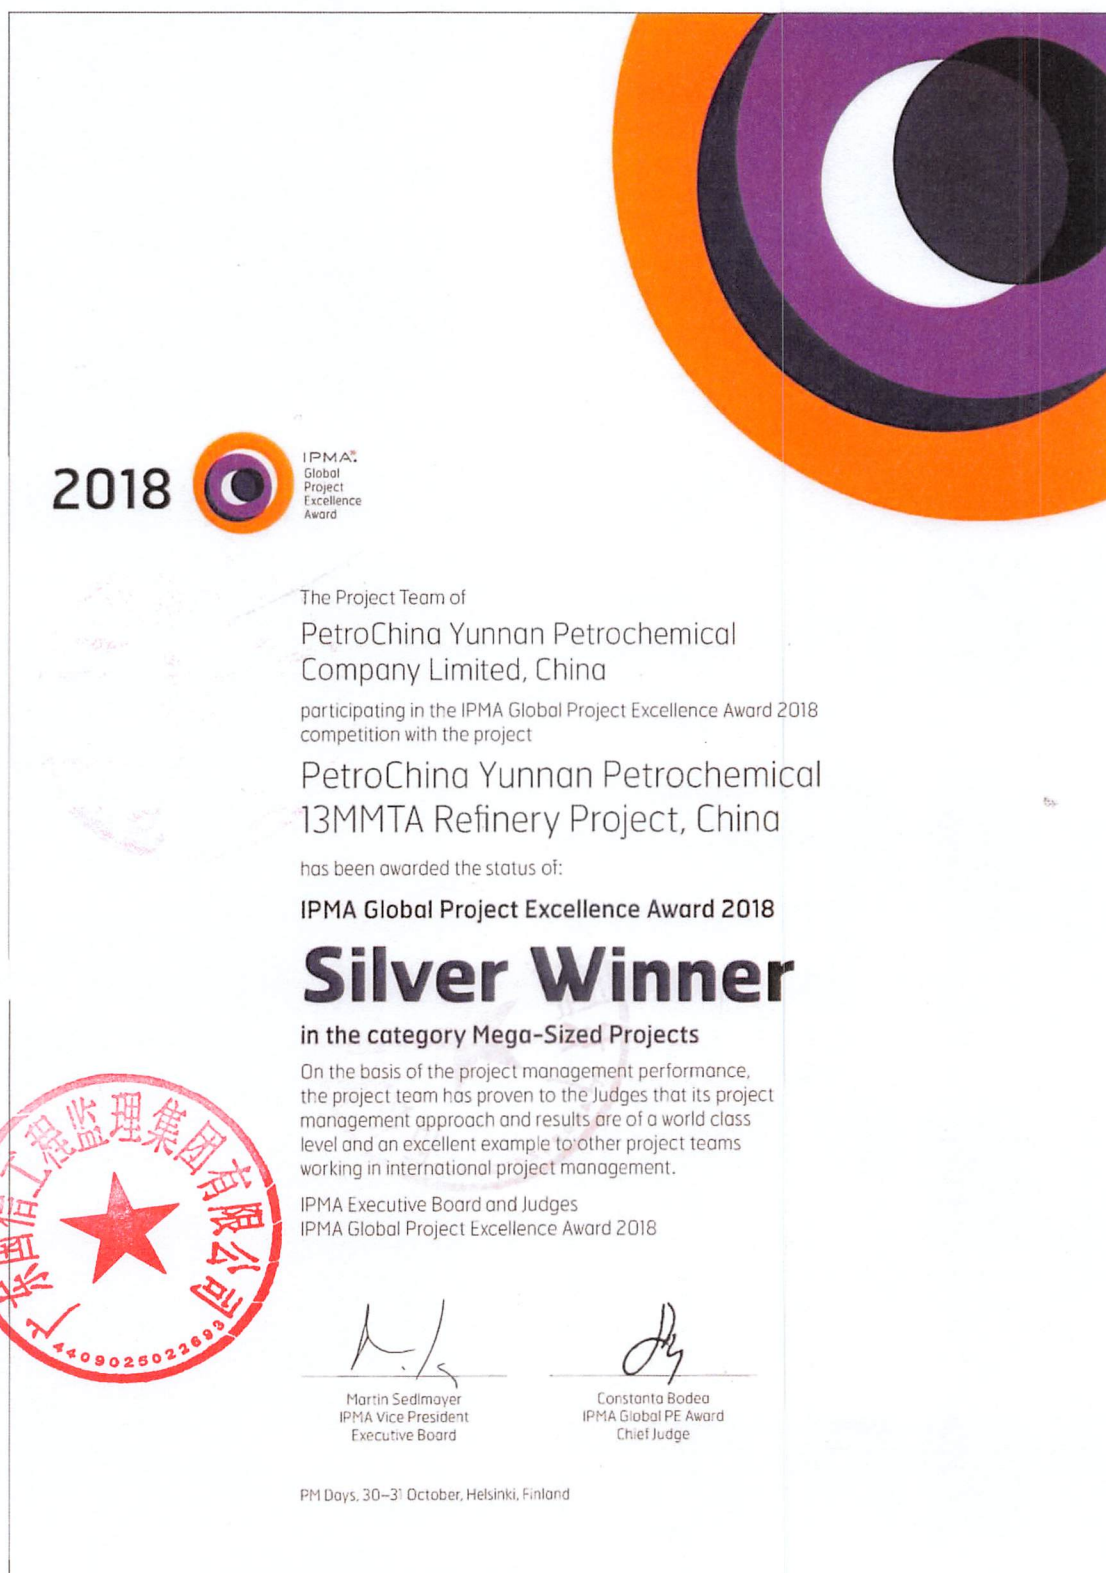 2018
IPMA®
Global
Project
Excellence
Award
The Project Team of
PetroChina Yunnan Petrochemical
Company Limited, China
participating in the IPMA Global Project Excellence Award 2018
competition with the project
PetroChina Yunnan Petrochemical
13MMTA Refinery Project, China
has been awarded the status of:
IPMA Global Project Excellence Award 2018
Silver Winner
in the category Mega-Sized Projects
On the basis of the project management performance,
the project team has proven to the Judges that its project
management approach and results are of a world class
level and an excellent example to other project teams
working in international project management.
IPMA Executive Board and Judges
IPMA Global Project Excellence Award 2018
广东国信工程监理集团有限公司
4409025022693
Martin Sedlmayer
IPMA Vice President
Executive Board
Constanta Bodea
IPMA Global PE Award
Chief Judge
PM Days, 30–31 October, Helsinki, Finland